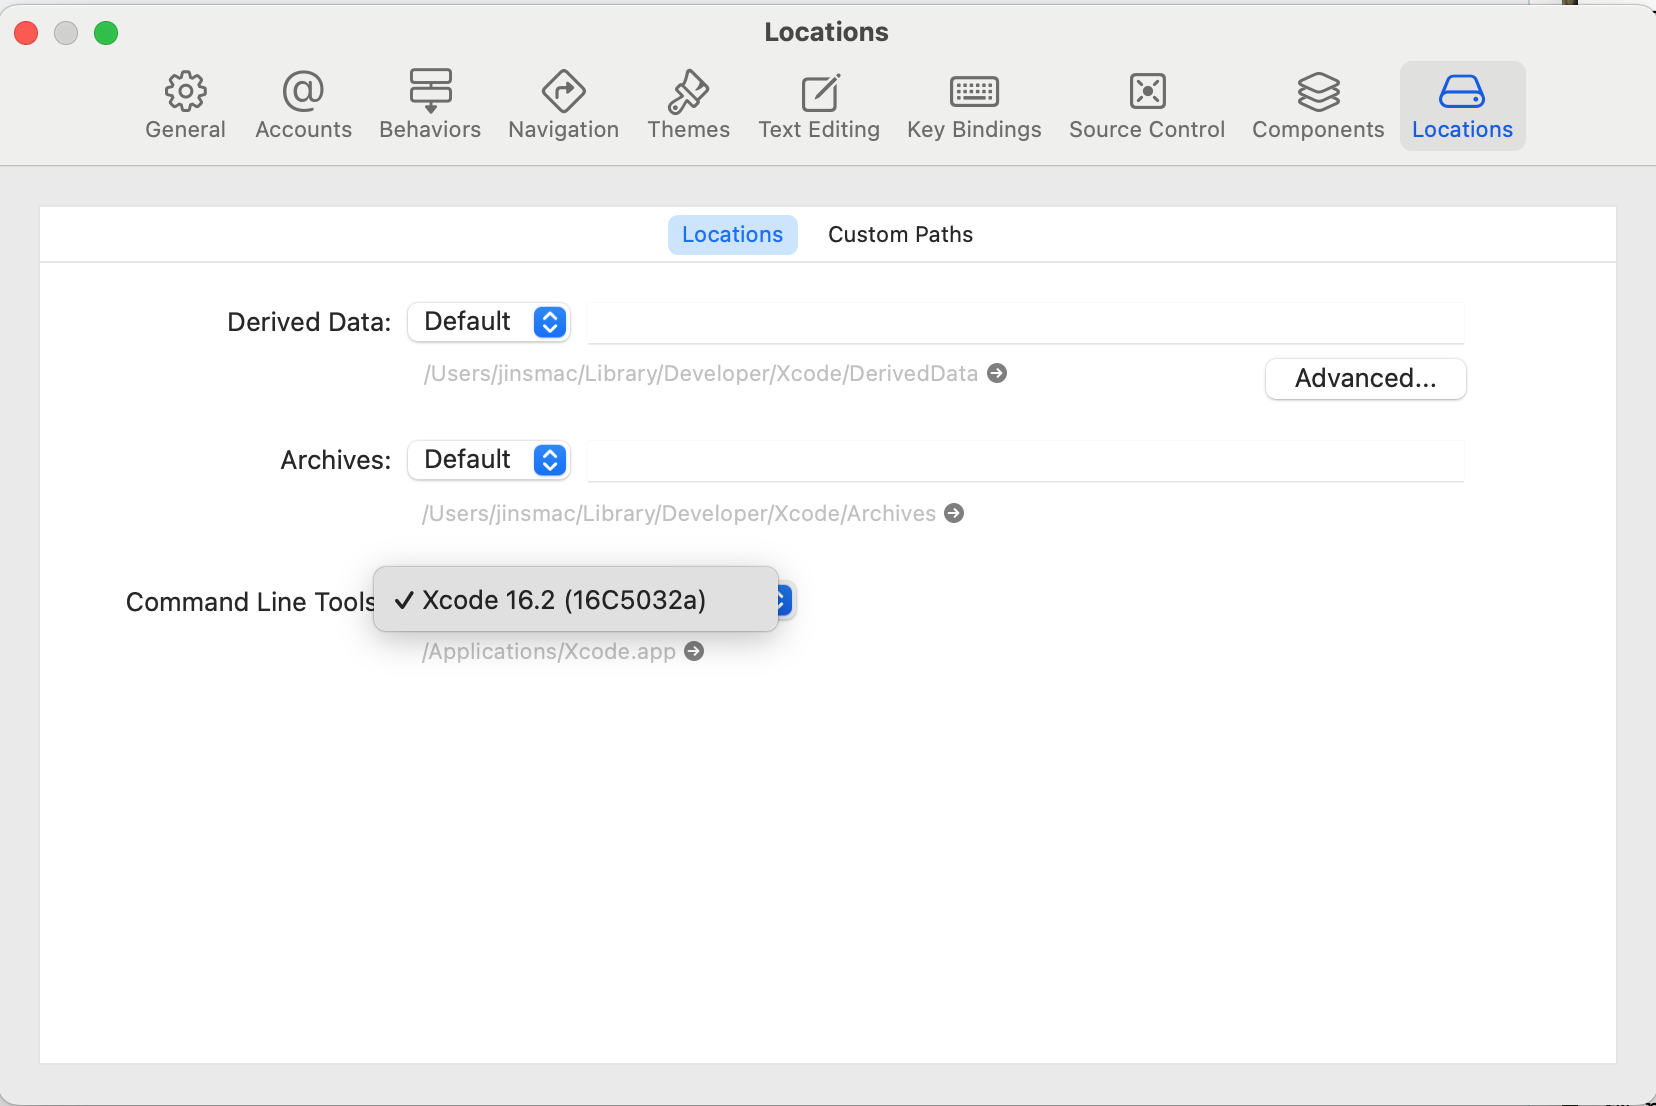 Locations
General Accounts Behaviors Navigation Themes Text Editing Key Bindings Source Control Components Locations
Locations Custom Paths
Derived Data: Default
/Users/jinsmac/Library/Developer/Xcode/DerivedData
Advanced...
Archives: Default
/Users/jinsmac/Library/Developer/Xcode/Archives
Command Line Tools ✓ Xcode 16.2 (16C5032a)
/Applications/Xcode.app